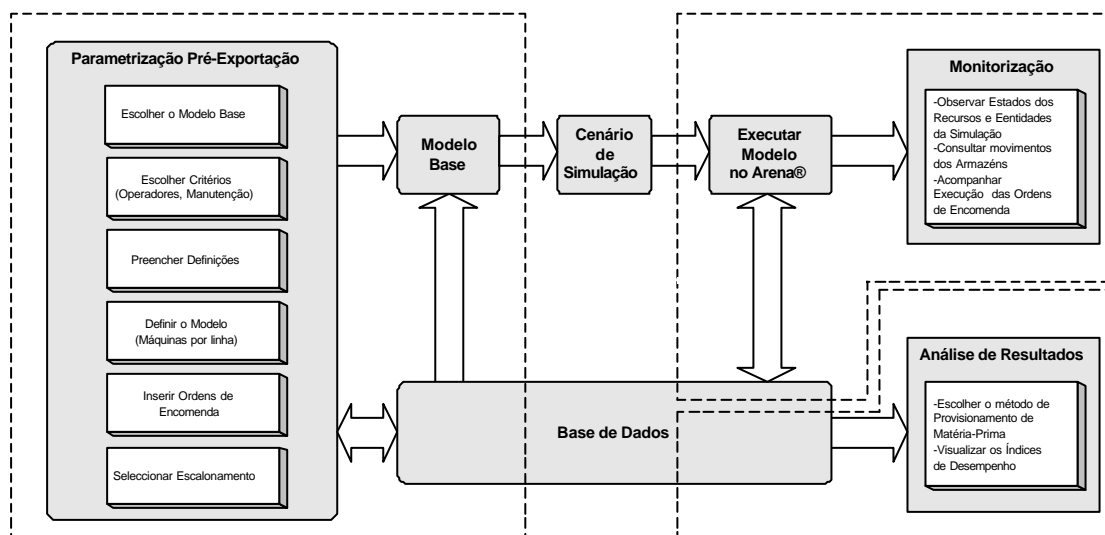 Parametrização Pré-Exportação
Escolher o Modelo Base
Escolher Critérios
(Operadores, Manutenção)
Preencher Definições
Definir o Modelo
(Máquinas por linha)
Inserir Ordens de
Encomenda
Seleccionar Escalonamento
Modelo
Base
Cenário
de
Simulação
Executar
Modelo
no Arena®
Monitorização
-Observar Estados dos
Recursos e Eentidades
da Simulação
-Consultar movimentos
dos Armazéns
-Acompanhar
Execução das Ordens
de Encomenda
Base de Dados
Análise de Resultados
-Escolher o método de
Provisionamento de
Matéria-Prima
-Visualizar os Índices
de Desempenho